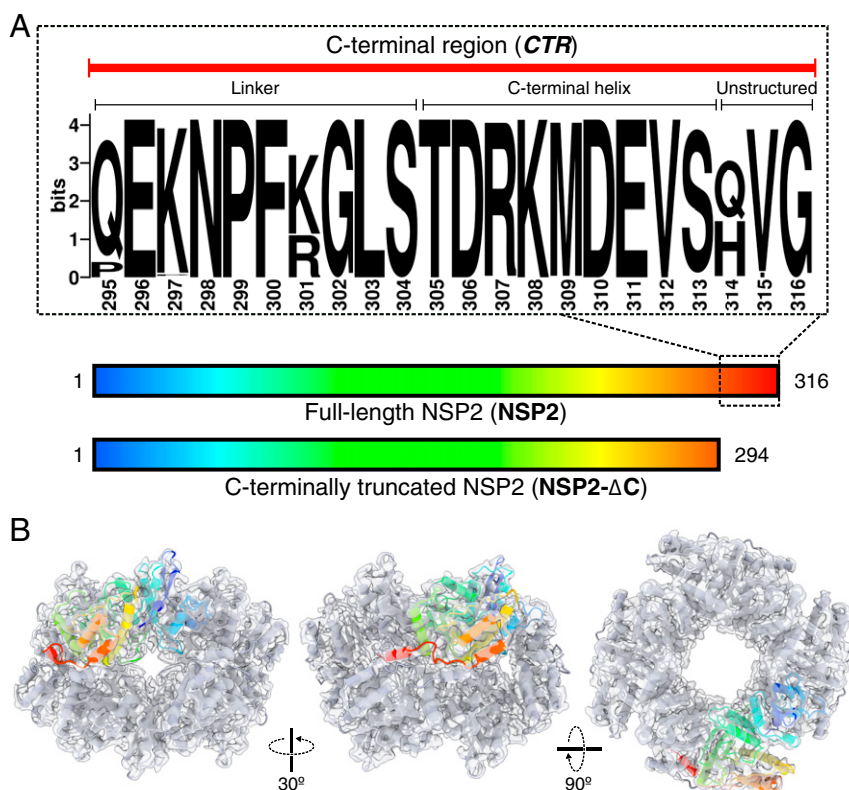 A
C-terminal region (CTR)
Linker C-terminal helix Unstructured
4
3
2
1
0
bits
QEKNPFKGLSTDRKMDEVSQVG
P R H
295 296 297 298 299 300 301 302 303 304 305 306 307 308 309 310 311 312 313 314 315 316
1 316
Full-length NSP2 (NSP2)
1 294
C-terminally truncated NSP2 (NSP2-ΔC)
B
30º 90º